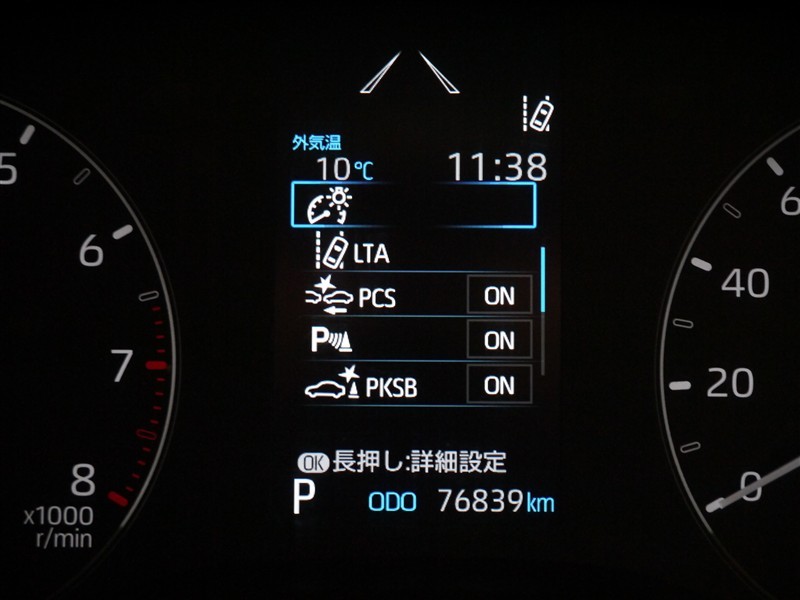 外気温
10°C 11:38
LTA
PCS ON
P ON
PKSB ON
OK 長押し:詳細設定
P ODO 76839km
5
6
7
8
x1000
r/min
6
40
20
0